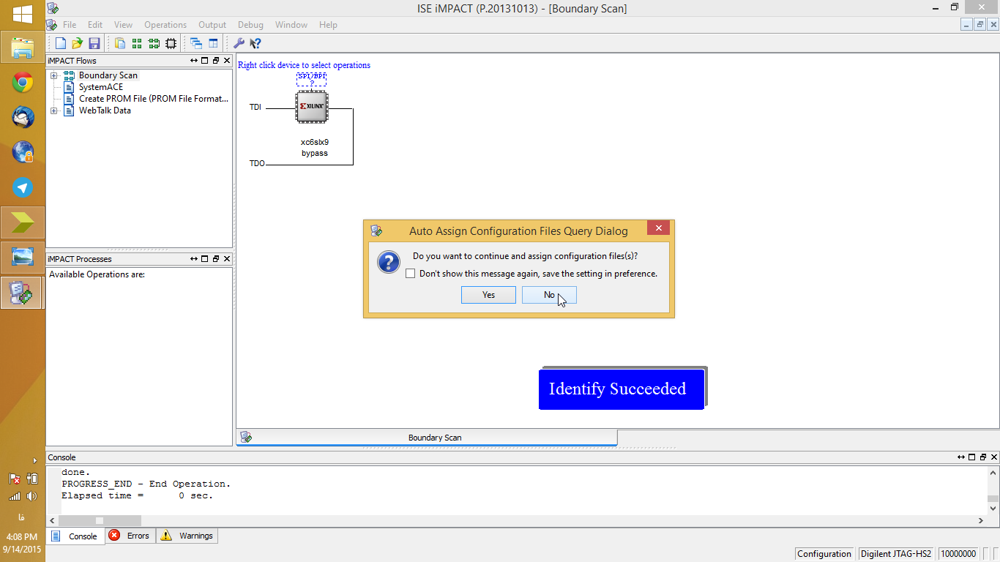 ISE iMPACT (P.20131013) - [Boundary Scan]
File Edit View Operations Output Debug Window Help
iMPACT Flows
Boundary Scan
SystemACE
Create PROM File (PROM File Format...
WebTalk Data
Right click device to select operations
SPI/BPI
?
TDI
XILINX
xc6slx9
bypass
TDO
Auto Assign Configuration Files Query Dialog
Do you want to continue and assign configuration files(s)?
Don't show this message again, save the setting in preference.
Yes No
Identify Succeeded
iMPACT Processes
Available Operations are:
Boundary Scan
Console
done.
PROGRESS_END - End Operation.
Elapsed time = 0 sec.
Console Errors Warnings
Configuration Digilent JTAG-HS2 10000000
فا
4:08 PM
9/14/2015